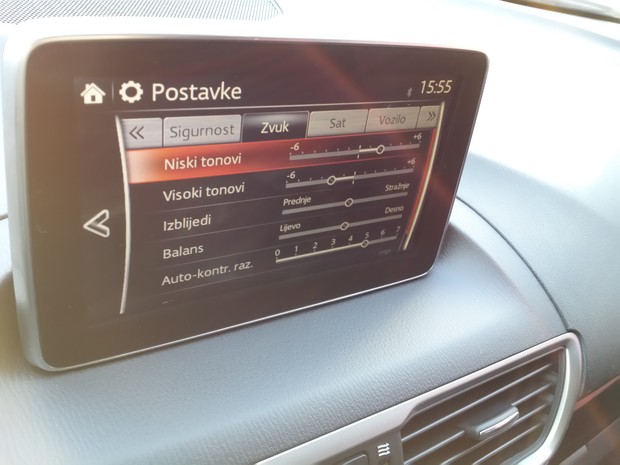 Postavke 15:55
« Sigurnost Zvuk Sat Vozilo »
Niski tonovi -6 +6
Visoki tonovi -6 +6
Izblijedi Prednje Stražnje
Balans Lijevo Desno
Auto-kontr. raz. 0 1 2 3 4 5 6 7